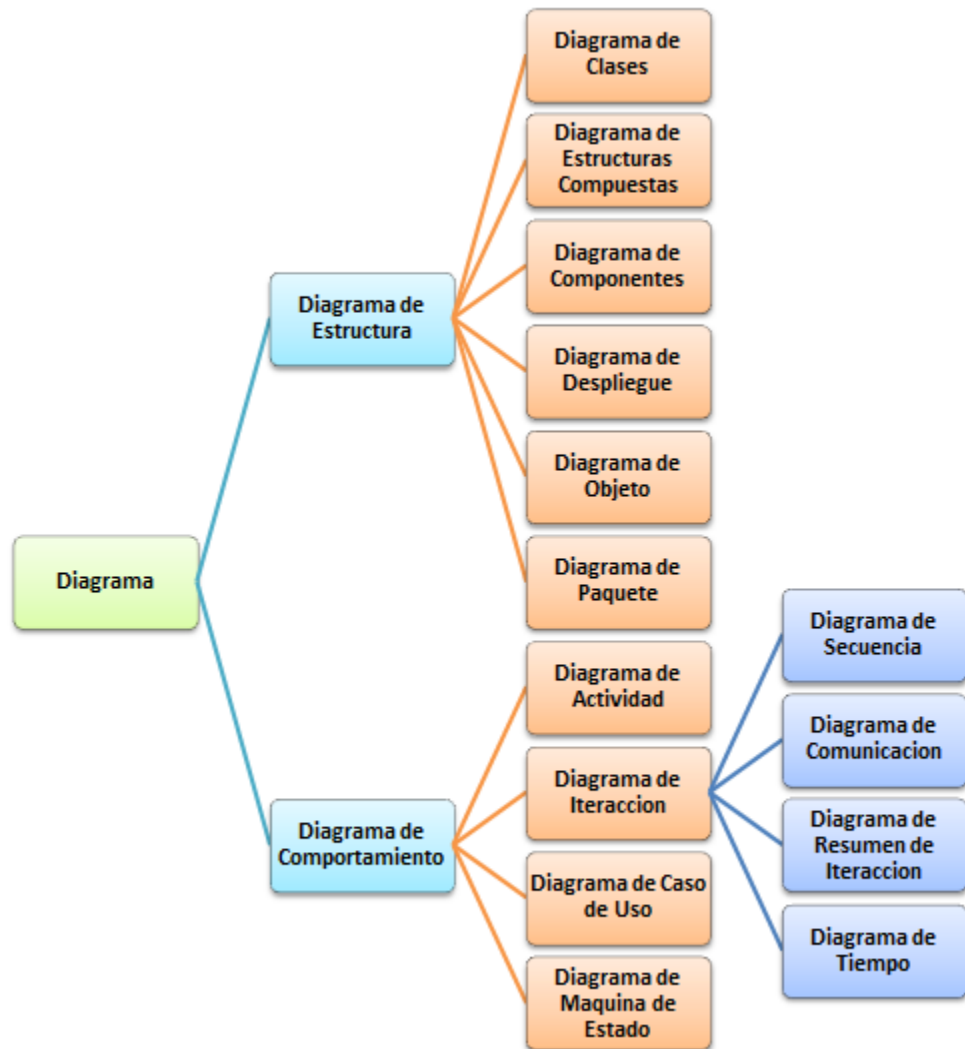 Diagrama
Diagrama de
Estructura
Diagrama de
Clases
Diagrama de
Estructuras
Compuestas
Diagrama de
Componentes
Diagrama de
Despliegue
Diagrama de
Objeto
Diagrama de
Paquete
Diagrama de
Comportamiento
Diagrama de
Actividad
Diagrama de
Iteraccion
Diagrama de
Secuencia
Diagrama de
Comunicacion
Diagrama de
Resumen de
Iteraccion
Diagrama de
Tiempo
Diagrama de Caso
de Uso
Diagrama de
Maquina de
Estado